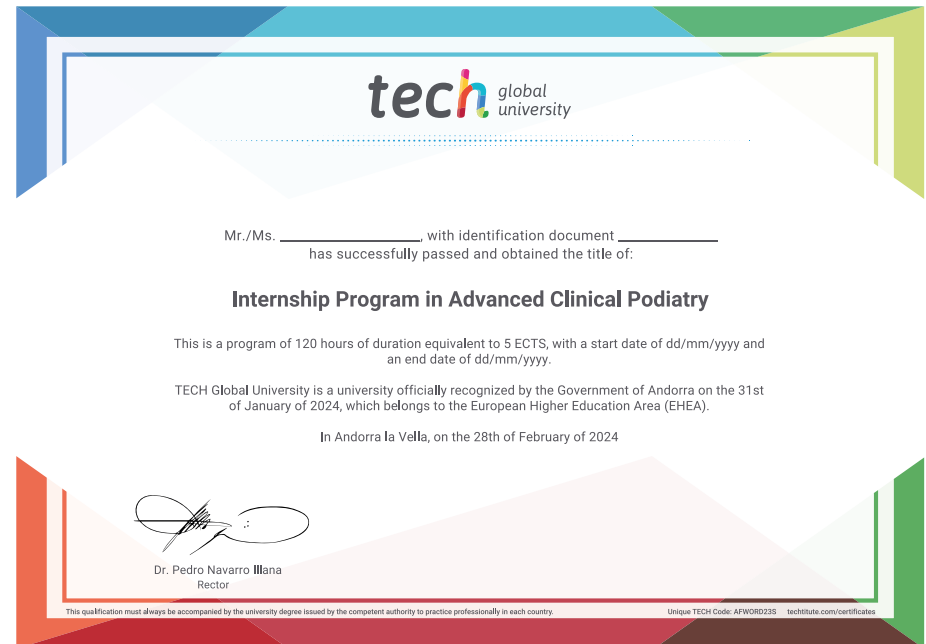 tech global university
Mr./Ms. ____________________, with identification document ______________
has successfully passed and obtained the title of:
Internship Program in Advanced Clinical Podiatry
This is a program of 120 hours of duration equivalent to 5 ECTS, with a start date of dd/mm/yyyy and
an end date of dd/mm/yyyy.
TECH Global University is a university officially recognized by the Government of Andorra on the 31st
of January of 2024, which belongs to the European Higher Education Area (EHEA).
In Andorra la Vella, on the 28th of February of 2024
Dr. Pedro Navarro Illana
Rector
This qualification must always be accompanied by the university degree issued by the competent authority to practice professionally in each country.
Unique TECH Code: AFWORD23S techtitute.com/certificates